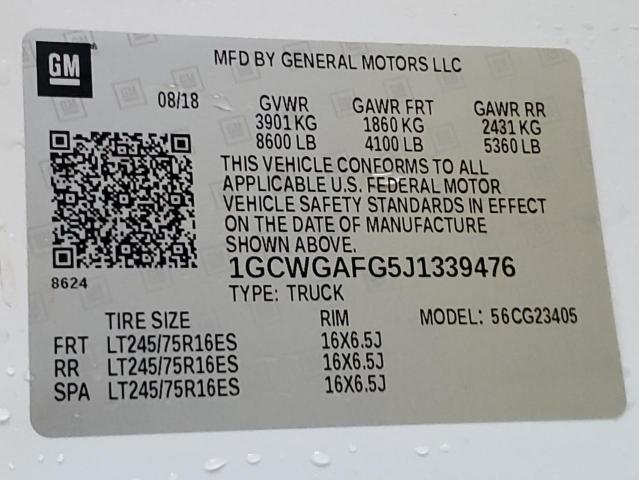 GM
MFD BY GENERAL MOTORS LLC
08/18 GVWR GAWR FRT GAWR RR
3901 KG 1860 KG 2431 KG
8600 LB 4100 LB 5360 LB
THIS VEHICLE CONFORMS TO ALL
APPLICABLE U.S. FEDERAL MOTOR
VEHICLE SAFETY STANDARDS IN EFFECT
ON THE DATE OF MANUFACTURE
SHOWN ABOVE.
8624
1GCWGAFG5J1339476
TYPE: TRUCK
TIRE SIZE RIM MODEL: 56CG23405
FRT LT245/75R16ES 16X6.5J
RR LT245/75R16ES 16X6.5J
SPA LT245/75R16ES 16X6.5J